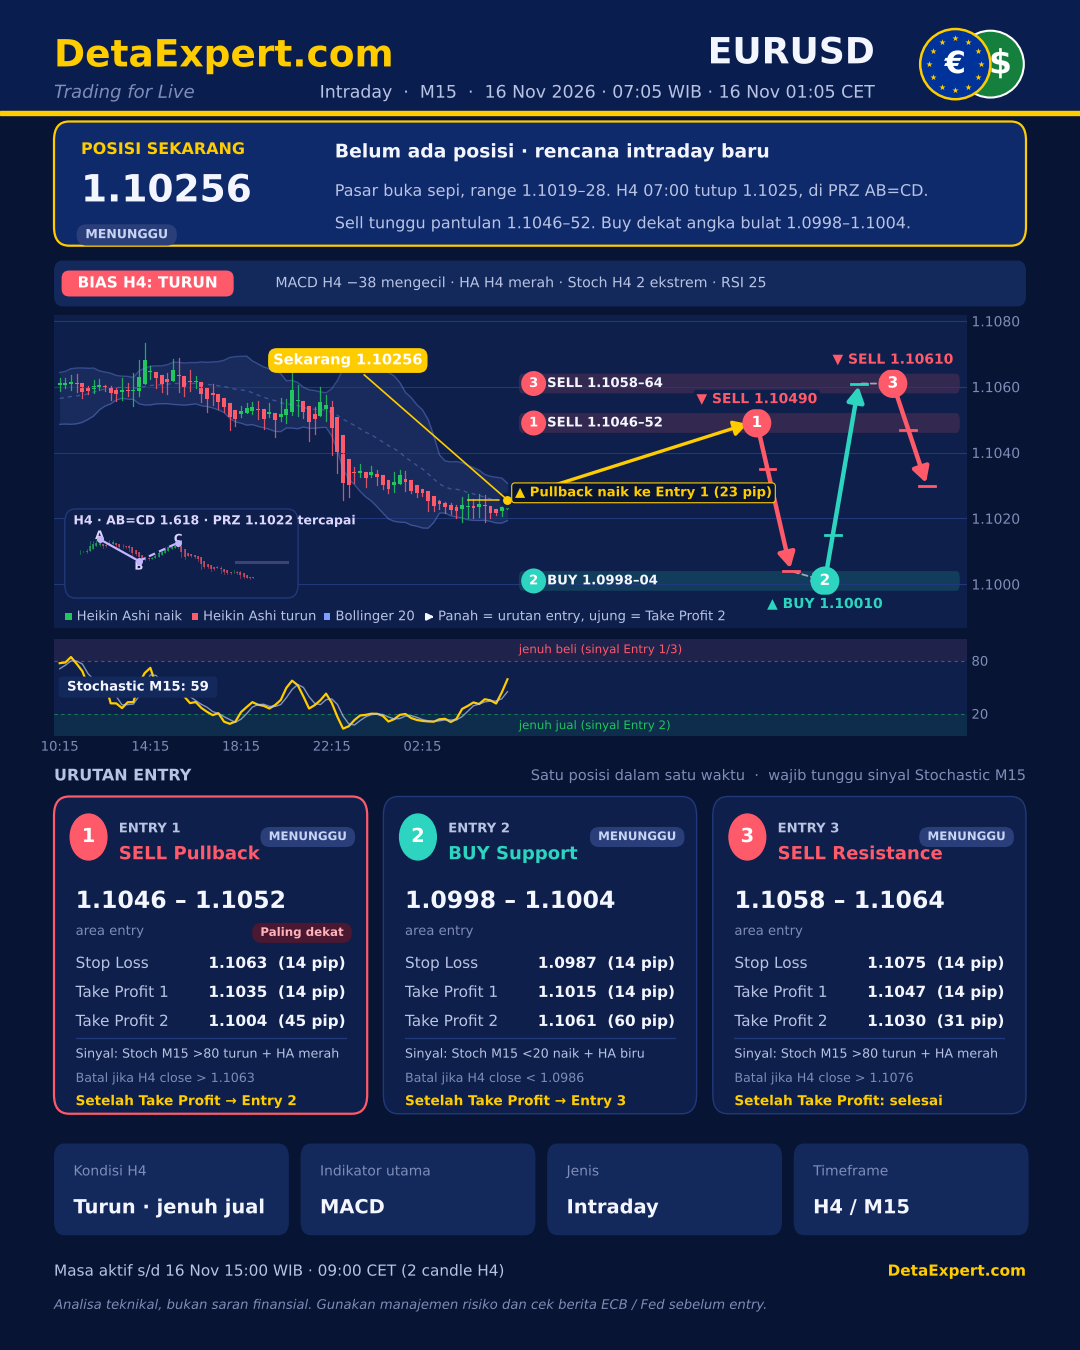 DetaExpert.com
Trading for Live
EURUSD
Intraday · M15 · 16 Nov 2026 · 07:05 WIB · 16 Nov 01:05 CET
€ $
POSISI SEKARANG
1.10256
MENUNGGU
Belum ada posisi · rencana intraday baru
Pasar buka sepi, range 1.1019–28. H4 07:00 tutup 1.1025, di PRZ AB=CD.
Sell tunggu pantulan 1.1046–52. Buy dekat angka bulat 1.0998–1.1004.
BIAS H4: TURUN
MACD H4 −38 mengecil · HA H4 merah · Stoch H4 2 ekstrem · RSI 25
1.1080
1.1060
1.1040
1.1020
1.1000
Sekarang 1.10256
▼ SELL 1.10610
3 SELL 1.1058–64
3
▼ SELL 1.10490
1 SELL 1.1046–52
1
▲ Pullback naik ke Entry 1 (23 pip)
H4 · AB=CD 1.618 · PRZ 1.1022 tercapai
A
B
C
2 BUY 1.0998–04
2
▲ BUY 1.10010
Heikin Ashi naik
Heikin Ashi turun
Bollinger 20
Panah = urutan entry, ujung = Take Profit 2
jenuh beli (sinyal Entry 1/3)
80
Stochastic M15: 59
20
jenuh jual (sinyal Entry 2)
10:15 14:15 18:15 22:15 02:15
URUTAN ENTRY
Satu posisi dalam satu waktu · wajib tunggu sinyal Stochastic M15
1
ENTRY 1
MENUNGGU
SELL Pullback
1.1046 – 1.1052
area entry
Paling dekat
Stop Loss 1.1063 (14 pip)
Take Profit 1 1.1035 (14 pip)
Take Profit 2 1.1004 (45 pip)
Sinyal: Stoch M15 >80 turun + HA merah
Batal jika H4 close > 1.1063
Setelah Take Profit → Entry 2
2
ENTRY 2
MENUNGGU
BUY Support
1.0998 – 1.1004
area entry
Stop Loss 1.0987 (14 pip)
Take Profit 1 1.1015 (14 pip)
Take Profit 2 1.1061 (60 pip)
Sinyal: Stoch M15 <20 naik + HA biru
Batal jika H4 close < 1.0986
Setelah Take Profit → Entry 3
3
ENTRY 3
MENUNGGU
SELL Resistance
1.1058 – 1.1064
area entry
Stop Loss 1.1075 (14 pip)
Take Profit 1 1.1047 (14 pip)
Take Profit 2 1.1030 (31 pip)
Sinyal: Stoch M15 >80 turun + HA merah
Batal jika H4 close > 1.1076
Setelah Take Profit: selesai
Kondisi H4
Turun · jenuh jual
Indikator utama
MACD
Jenis
Intraday
Timeframe
H4 / M15
Masa aktif s/d 16 Nov 15:00 WIB · 09:00 CET (2 candle H4)
DetaExpert.com
Analisa teknikal, bukan saran finansial. Gunakan manajemen risiko dan cek berita ECB / Fed sebelum entry.